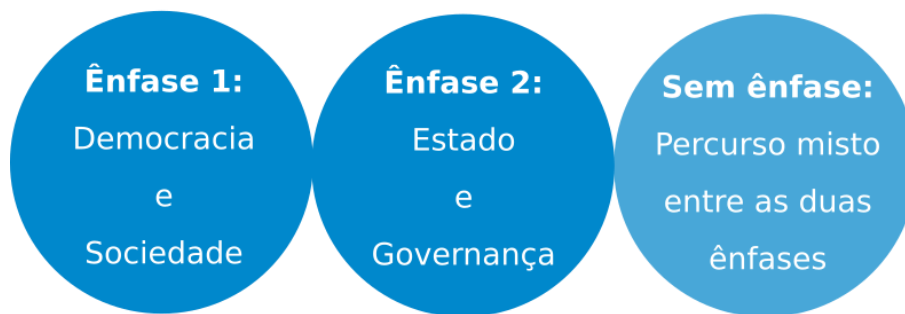 Ênfase 1:
Democracia
e
Sociedade
Ênfase 2:
Estado
e
Governança
Sem ênfase:
Percurso misto
entre as duas
ênfases